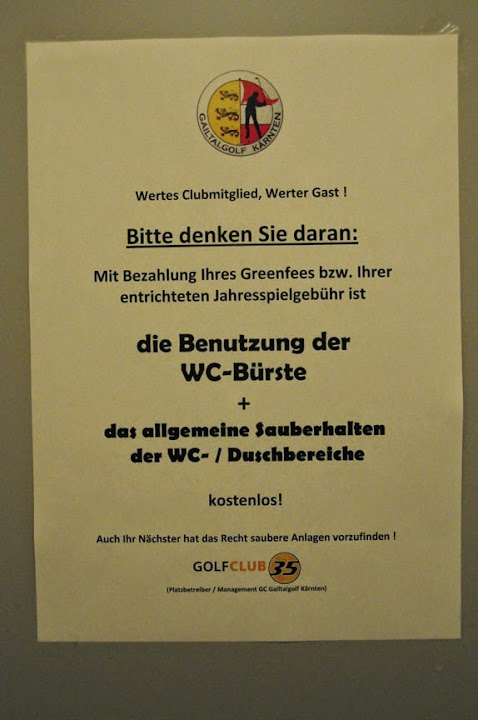 GAILTALGOLF KÄRNTEN
Wertes Clubmitglied, Werter Gast !
Bitte denken Sie daran:
Mit Bezahlung Ihres Greenfees bzw. Ihrer
entrichteten Jahresspielgebühr ist
die Benutzung der
WC-Bürste
+
das allgemeine Sauberhalten
der WC- / Duschbereiche
kostenlos!
Auch Ihr Nächster hat das Recht saubere Anlagen vorzufinden !
GOLFCLUB 35
(Platzbetreiber / Management GC Gailtalgolf Kärnten)